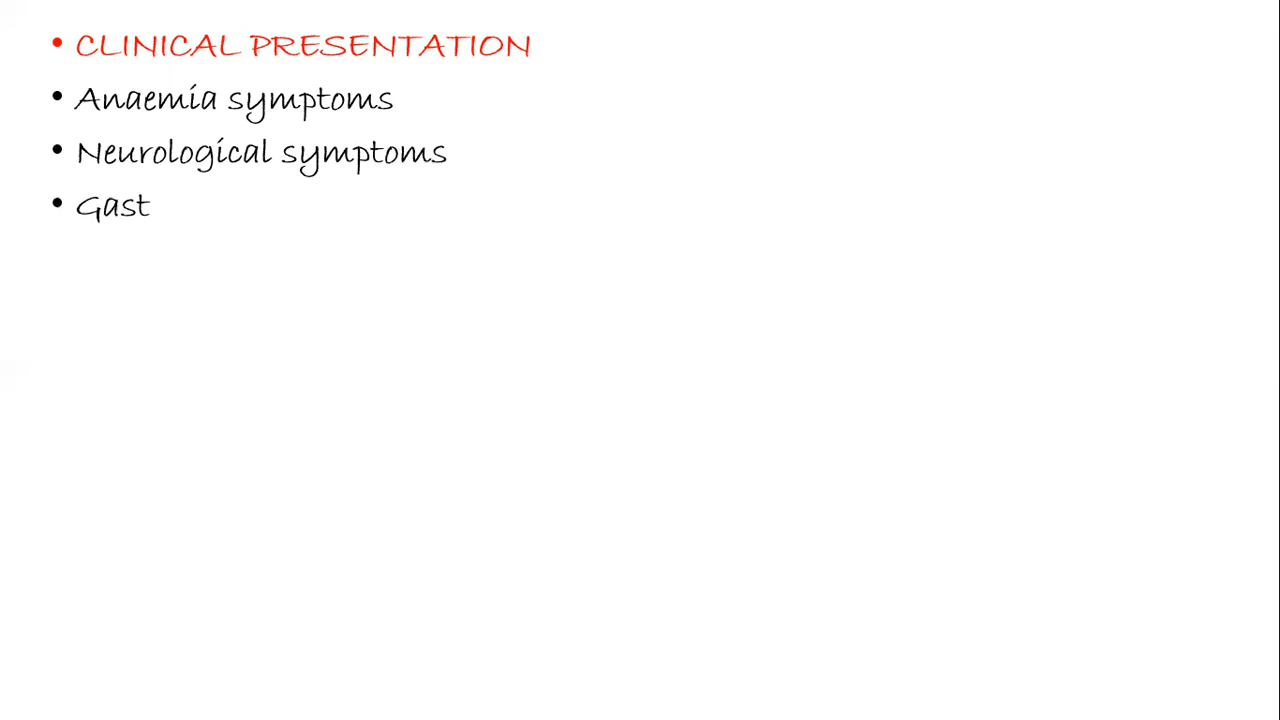 • CLINICAL PRESENTATION
• Anaemia symptoms
• Neurological symptoms
• Gast